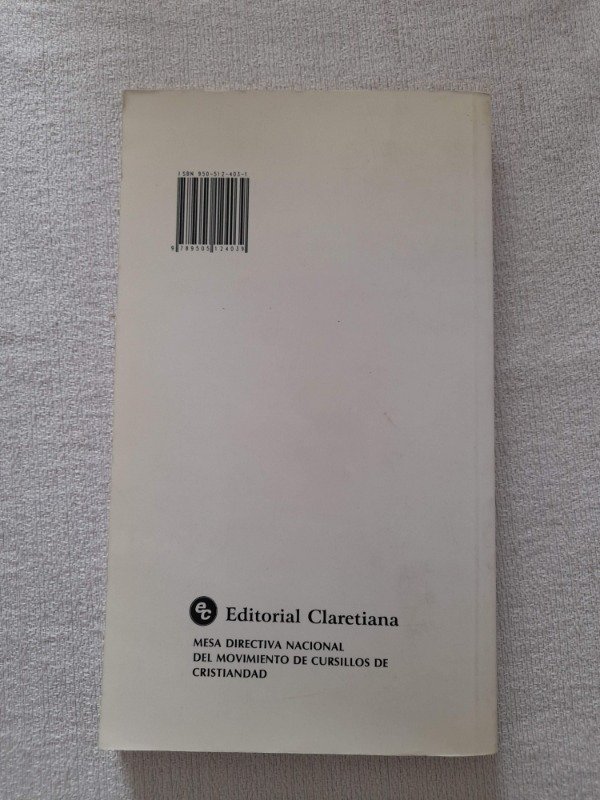 ISBN 950-512-403-1
9 789505 124039
ec Editorial Claretiana
MESA DIRECTIVA NACIONAL
DEL MOVIMIENTO DE CURSILLOS DE
CRISTIANDAD